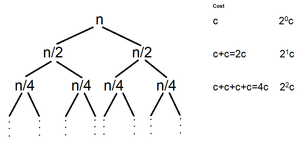 Cost
n c 2⁰c
n/2 n/2 c+c=2c 2¹c
n/4 n/4 n/4 n/4 c+c+c+c=4c 2²c